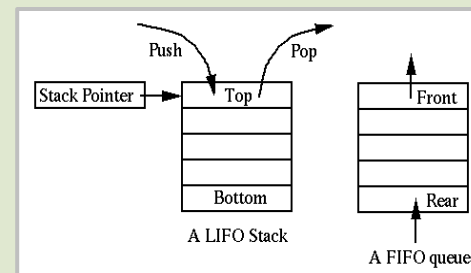 Push
Pop
Stack Pointer
Top
Front
Bottom
Rear
A LIFO Stack
A FIFO queue